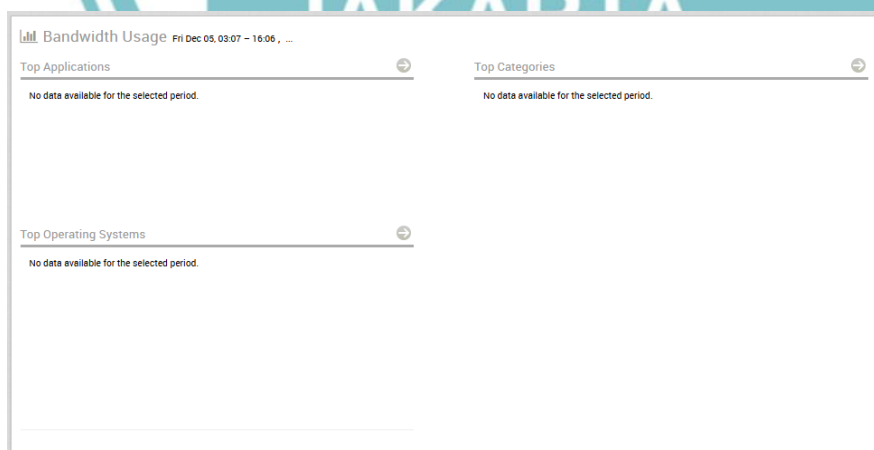 JAKARTA
Bandwidth Usage Fri Dec 05, 03:07 – 16:06 , ...
Top Applications
No data available for the selected period.
Top Categories
No data available for the selected period.
Top Operating Systems
No data available for the selected period.